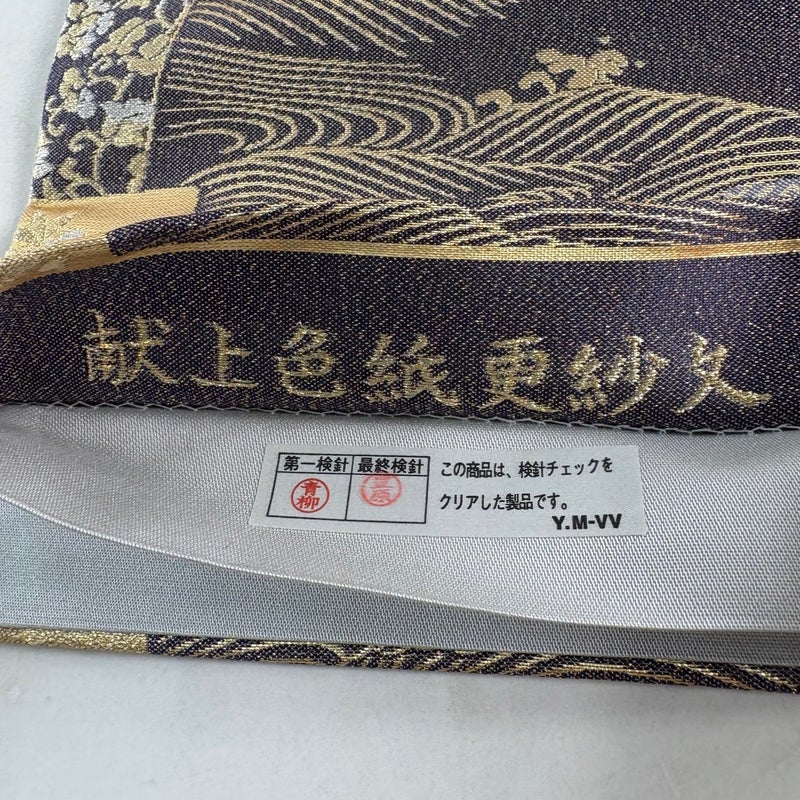 献上色紙更紗文
第一検針 最終検針
青柳
この商品は、検針チェックを
クリアした製品です。
Y.M-VV